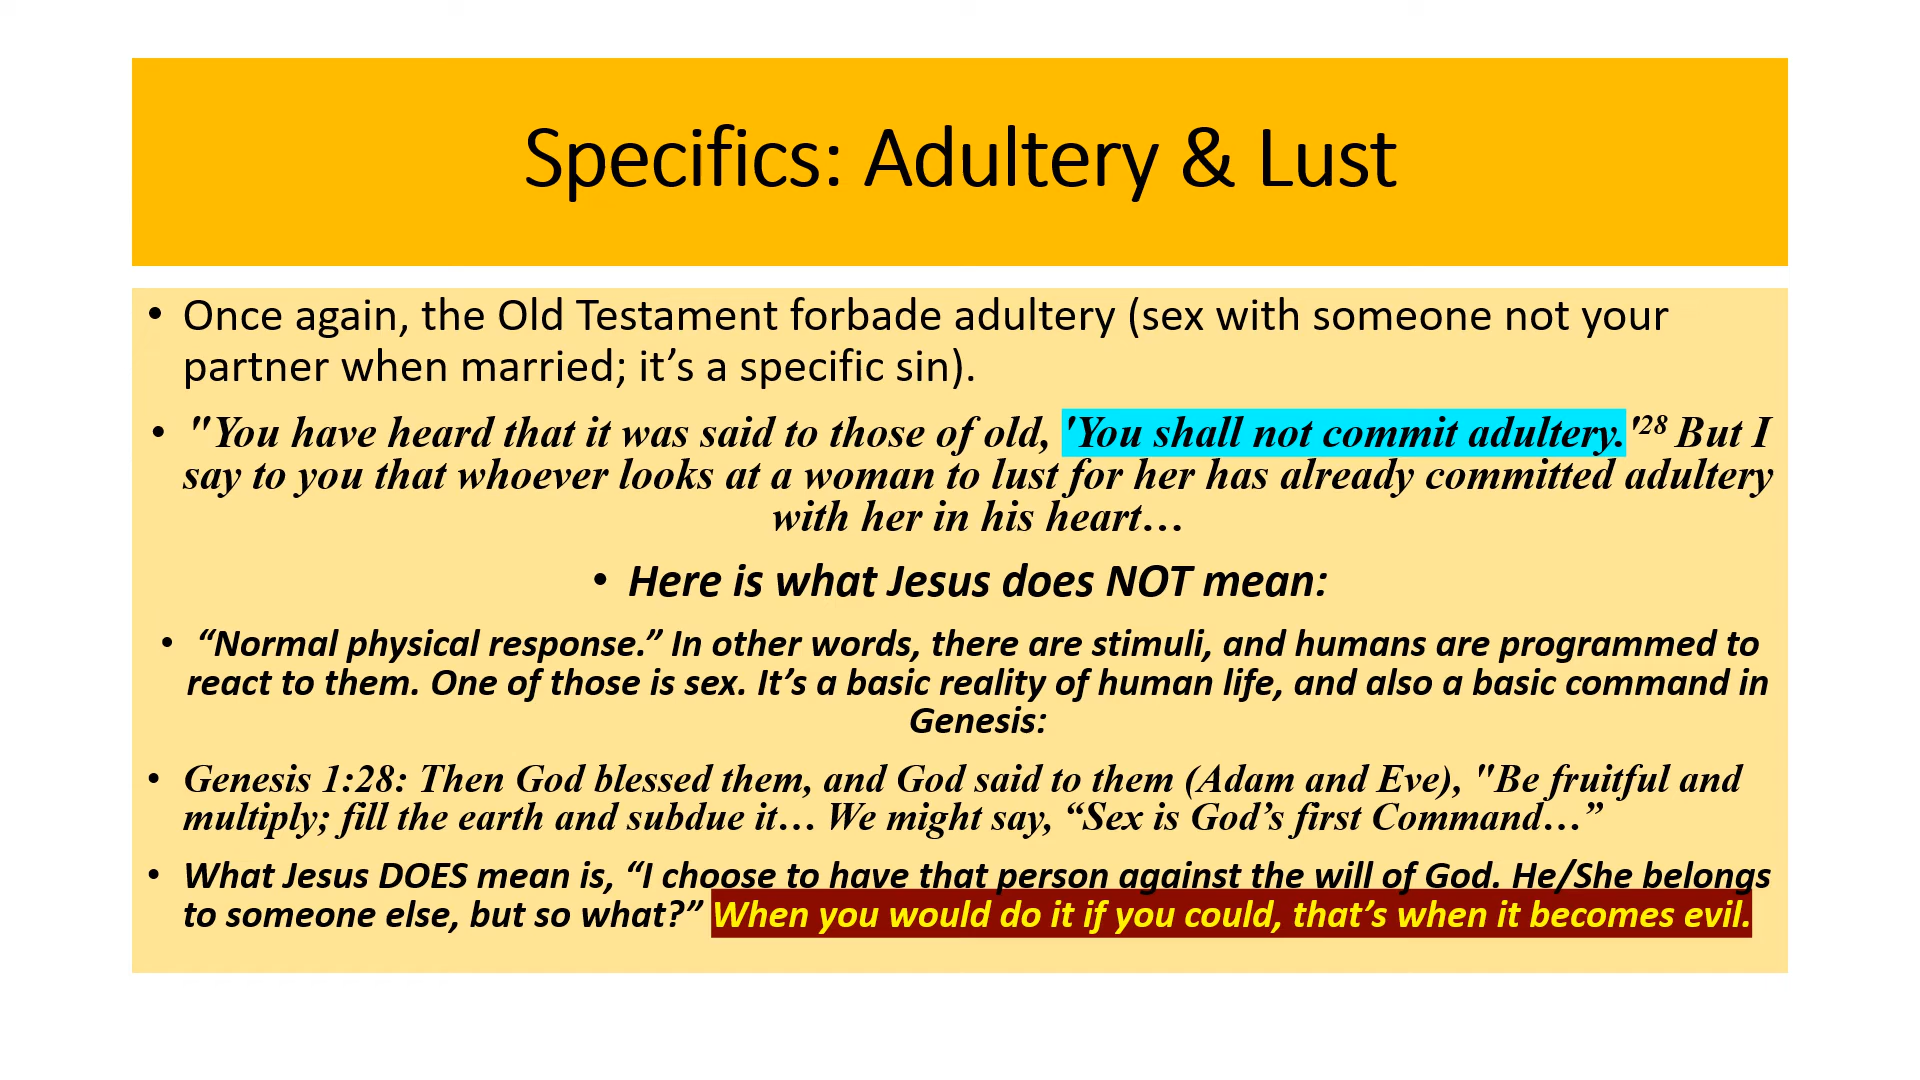 Specifics: Adultery & Lust
• Once again, the Old Testament forbade adultery (sex with someone not your
partner when married; it’s a specific sin).
• "You have heard that it was said to those of old, 'You shall not commit adultery.'²⁸ But I
say to you that whoever looks at a woman to lust for her has already committed adultery
with her in his heart…
• Here is what Jesus does NOT mean:
• “Normal physical response.” In other words, there are stimuli, and humans are programmed to
react to them. One of those is sex. It’s a basic reality of human life, and also a basic command in
Genesis:
• Genesis 1:28: Then God blessed them, and God said to them (Adam and Eve), "Be fruitful and
multiply; fill the earth and subdue it… We might say, “Sex is God’s first Command…”
• What Jesus DOES mean is, “I choose to have that person against the will of God. He/She belongs
to someone else, but so what?” When you would do it if you could, that’s when it becomes evil.